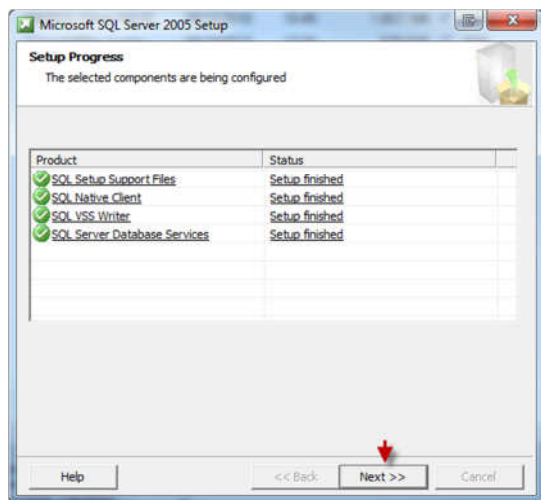 Microsoft SQL Server 2005 Setup
Setup Progress
The selected components are being configured
Product Status
SQL Setup Support Files Setup finished
SQL Native Client Setup finished
SQL VSS Writer Setup finished
SQL Server Database Services Setup finished
Help << Back Next >> Cancel